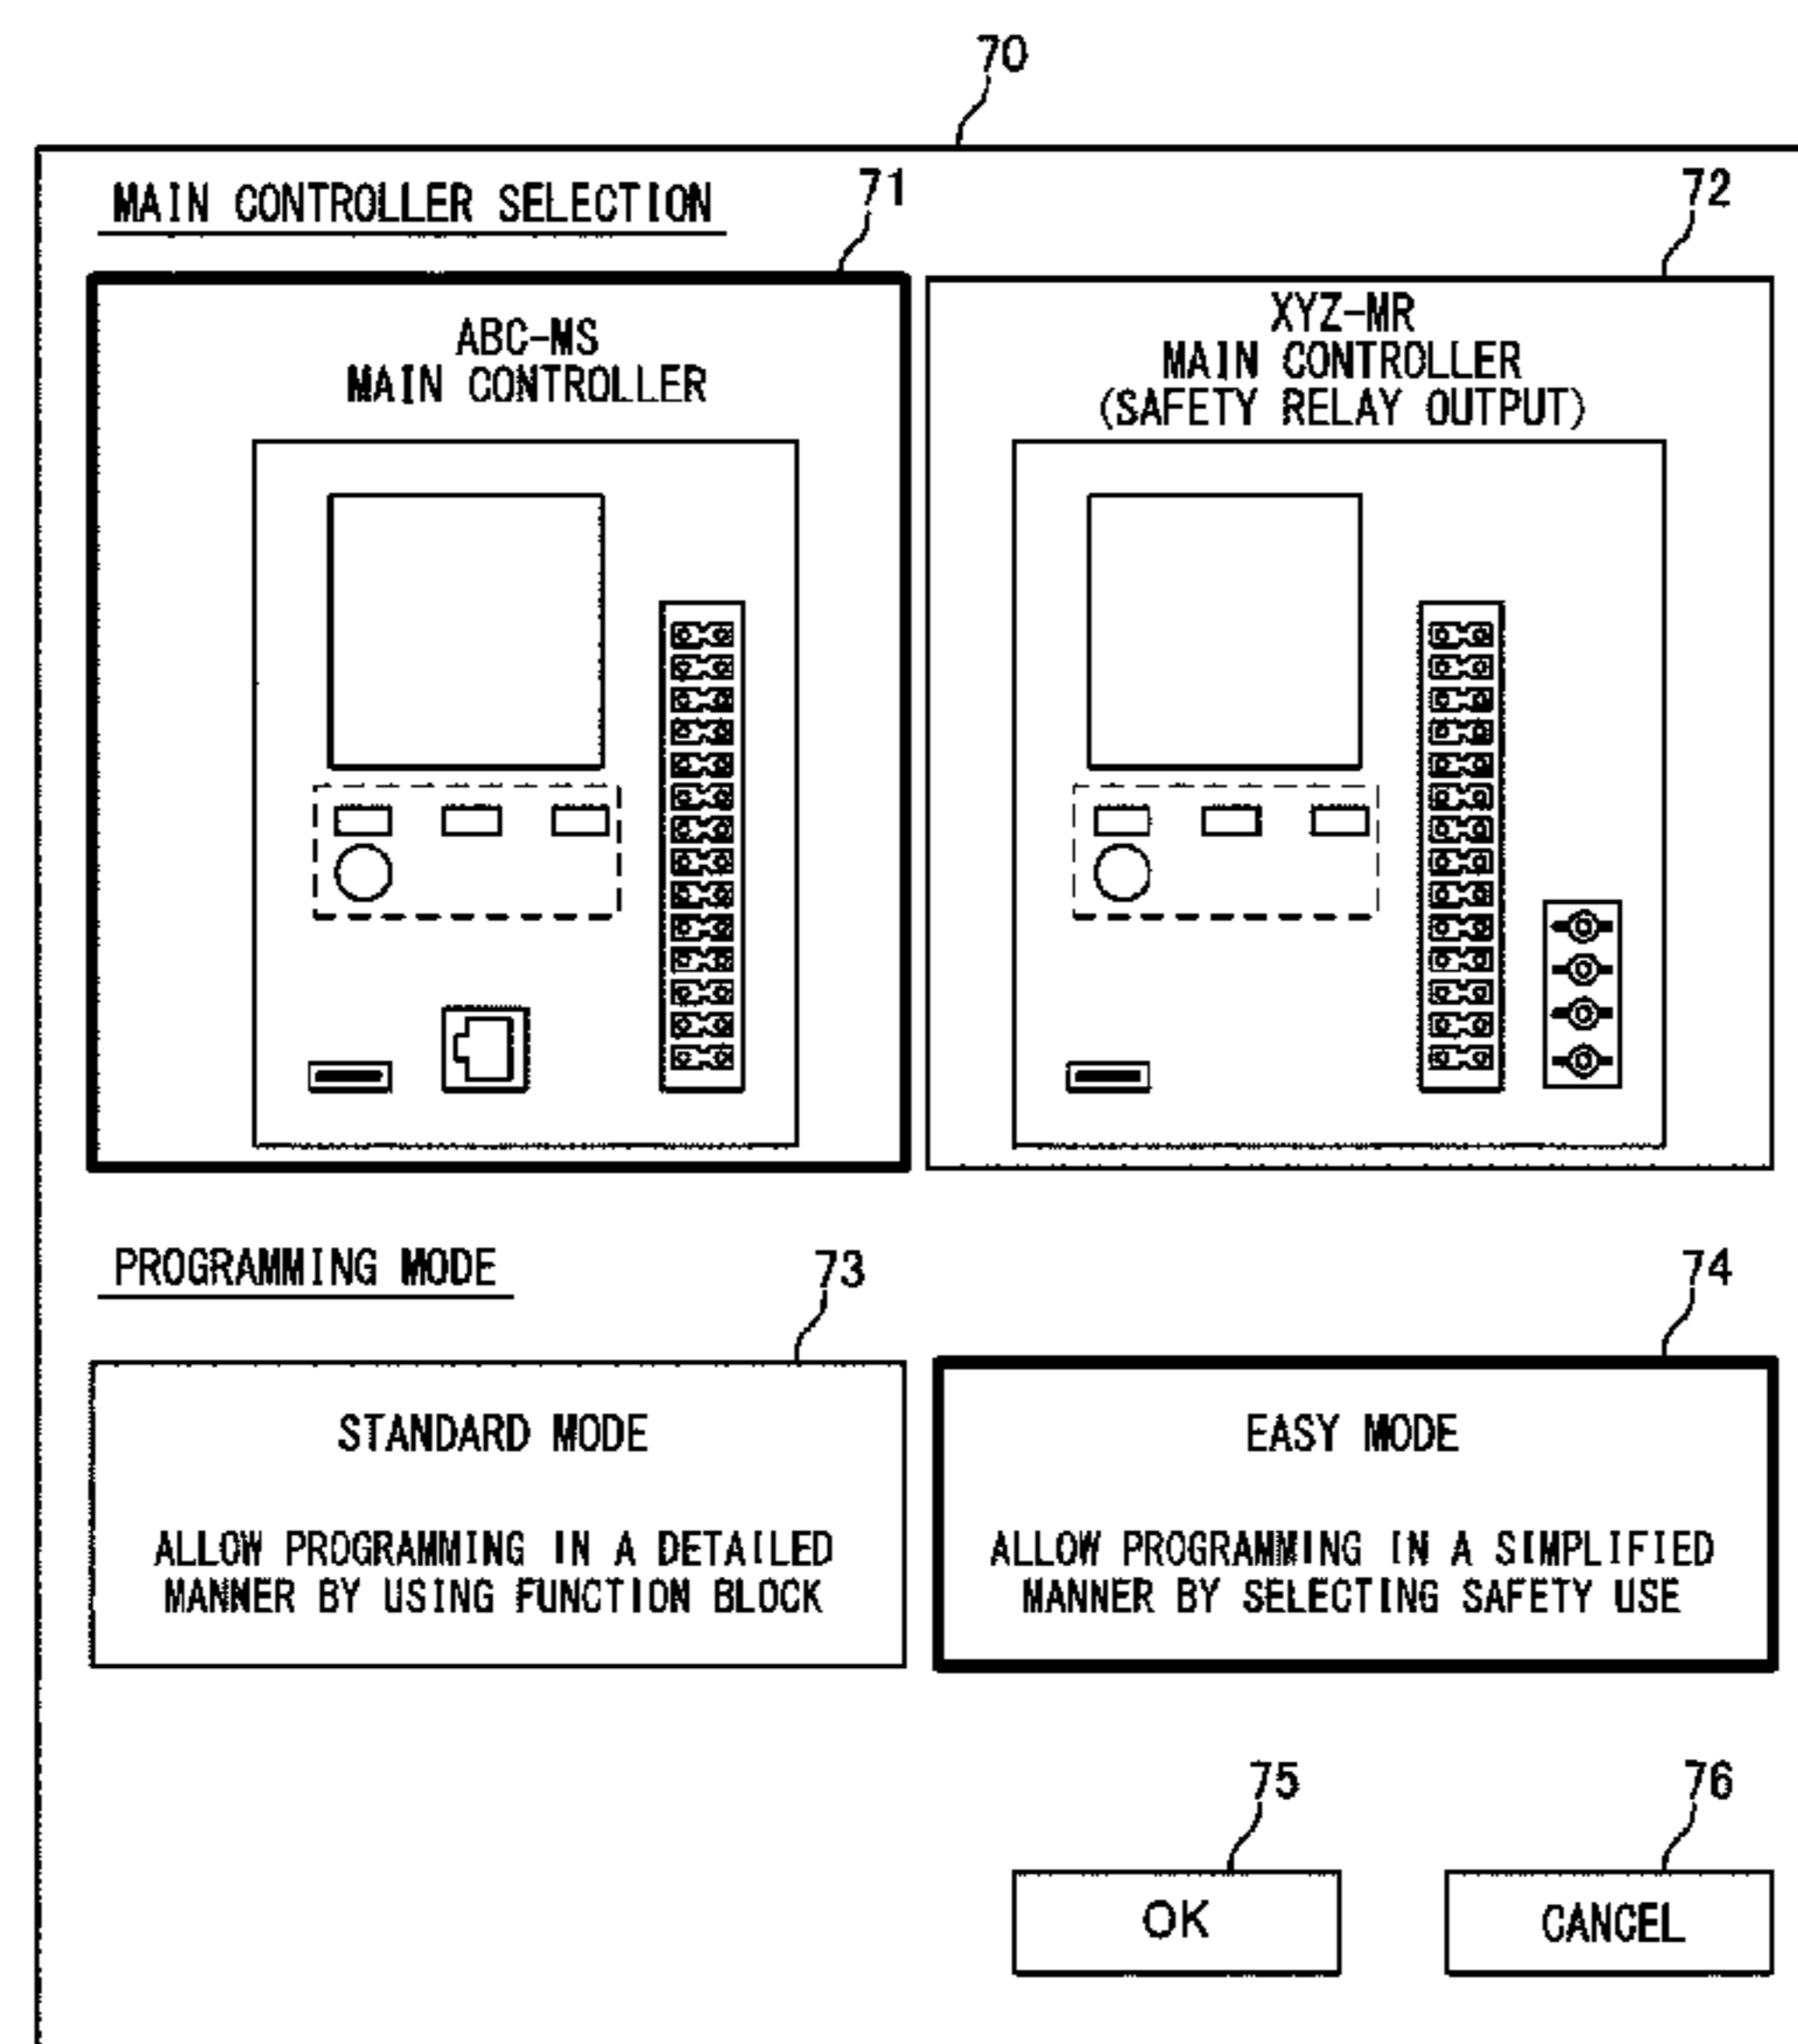 70
MAIN CONTROLLER SELECTION
71
72
ABC-MS
MAIN CONTROLLER
XYZ-MR
MAIN CONTROLLER
(SAFETY RELAY OUTPUT)
PROGRAMMING MODE
73
74
STANDARD MODE
ALLOW PROGRAMMING IN A DETAILED
MANNER BY USING FUNCTION BLOCK
EASY MODE
ALLOW PROGRAMMING IN A SIMPLIFIED
MANNER BY SELECTING SAFETY USE
75
76
OK
CANCEL